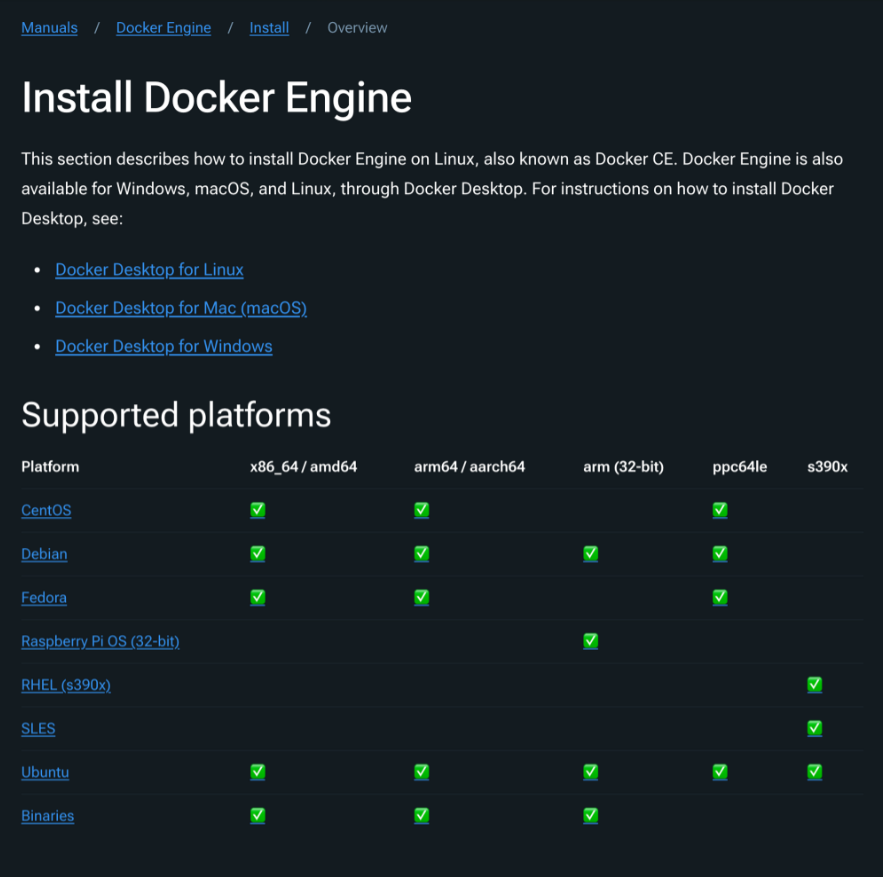 Manuals / Docker Engine / Install / Overview
Install Docker Engine
This section describes how to install Docker Engine on Linux, also known as Docker CE. Docker Engine is also
available for Windows, macOS, and Linux, through Docker Desktop. For instructions on how to install Docker
Desktop, see:
• Docker Desktop for Linux
• Docker Desktop for Mac (macOS)
• Docker Desktop for Windows
Supported platforms
Platform x86_64 / amd64 arm64 / aarch64 arm (32-bit) ppc64le s390x
CentOS ✅ ✅ ✅
Debian ✅ ✅ ✅ ✅
Fedora ✅ ✅ ✅
Raspberry Pi OS (32-bit) ✅
RHEL (s390x) ✅
SLES ✅
Ubuntu ✅ ✅ ✅ ✅ ✅
Binaries ✅ ✅ ✅